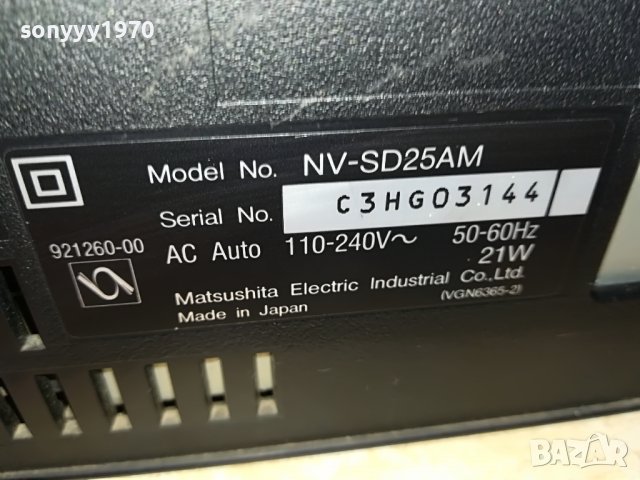 sonyyy1970
Model No. NV-SD25AM
Serial No. C3HG03144
921260-00 AC Auto 110-240V~ 50-60Hz
21W
Matsushita Electric Industrial Co.,Ltd.
Made in Japan (VGN6365-2)
BAZAR